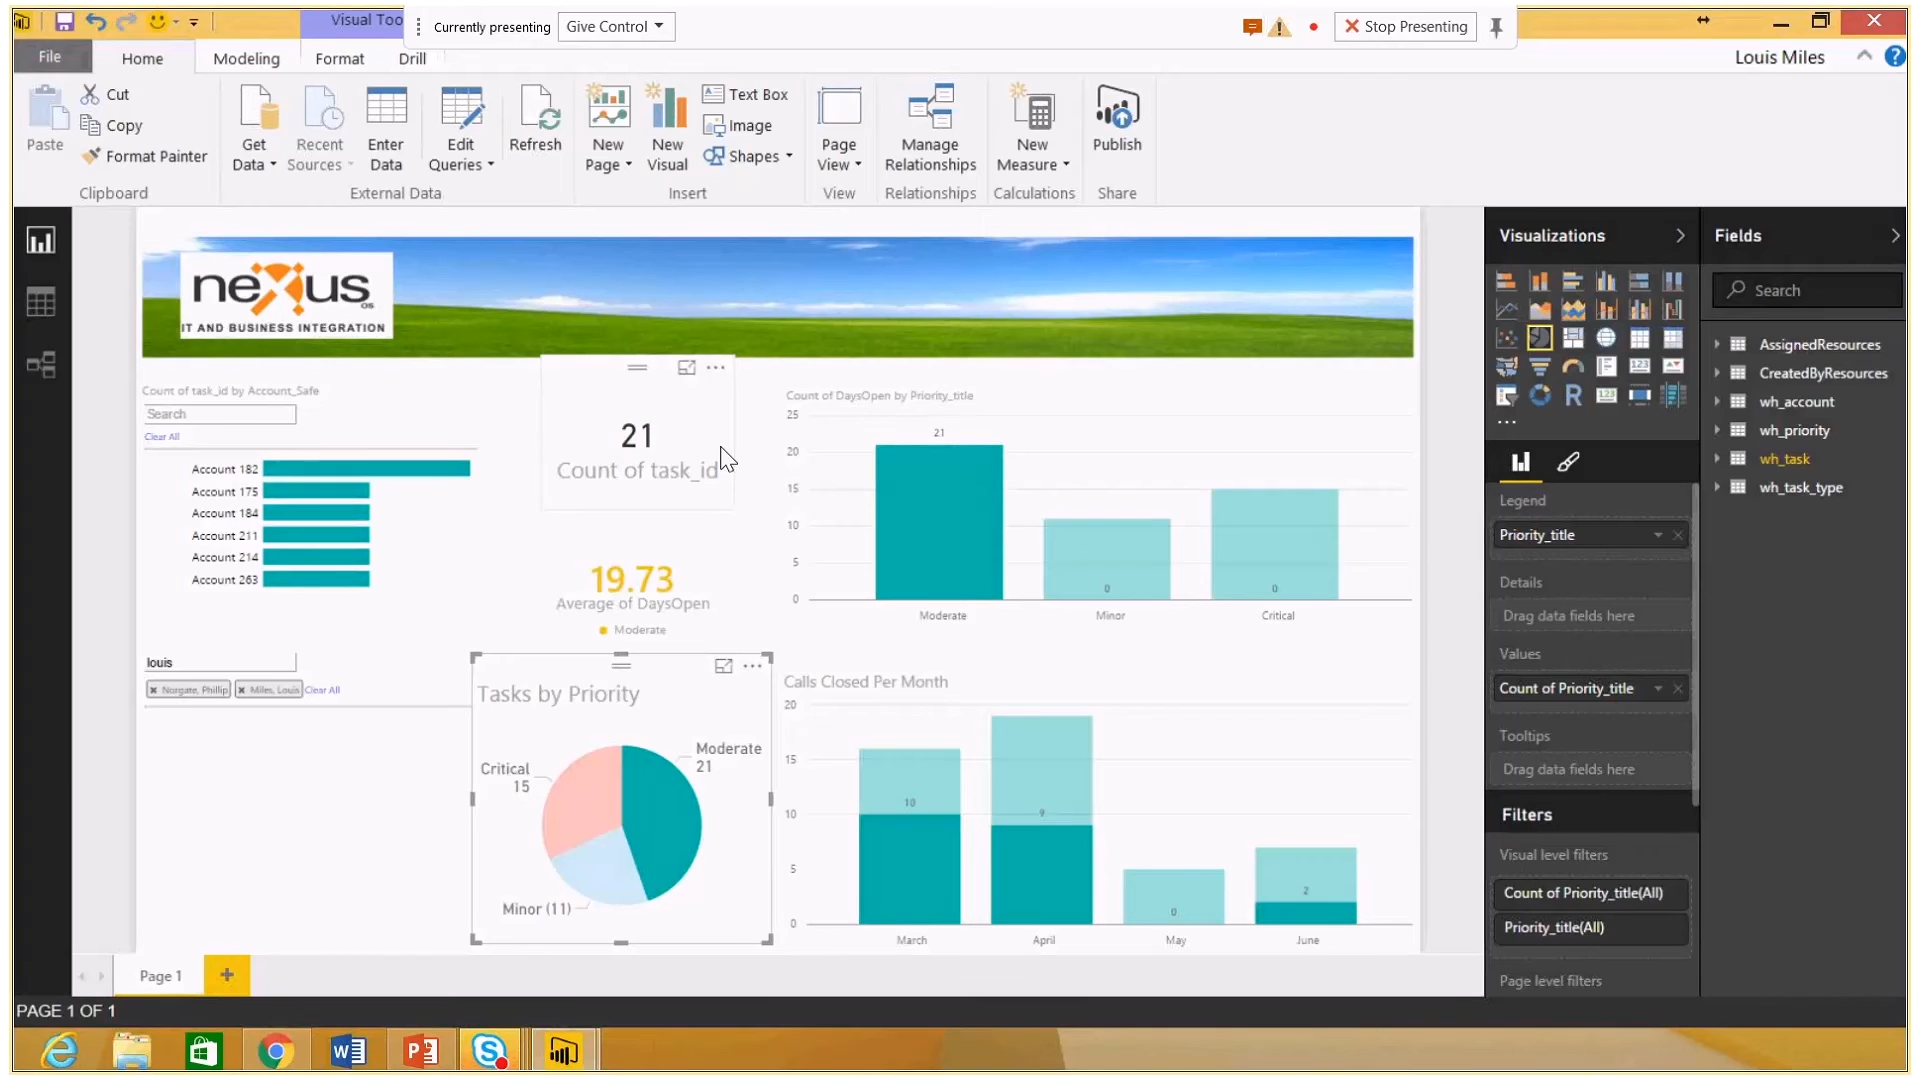 Visual Too
Currently presenting
Give Control
Stop Presenting
File
Home
Modeling
Format
Drill
Louis Miles
Paste
Cut
Copy
Format Painter
Clipboard
Get Data
Recent Sources
Enter Data
Edit Queries
Refresh
External Data
New Page
New Visual
Text Box
Image
Shapes
Insert
Page View
View
Manage Relationships
Relationships
New Measure
Calculations
Publish
Share
nexus os
IT AND BUSINESS INTEGRATION
Count of task_id by Account_Safe
Search
Clear All
Account 182
Account 175
Account 184
Account 211
Account 214
Account 263
louis
Norgate, Phillip
Miles, Louis
Clear All
21
Count of task_id
19.73
Average of DaysOpen
Moderate
Tasks by Priority
Moderate
21
Critical
15
Minor (11)
Count of DaysOpen by Priority_title
25
20
15
10
5
0
21
0
0
Moderate
Minor
Critical
Calls Closed Per Month
20
15
10
5
0
10
9
0
2
March
April
May
June
Visualizations
R
123
123
Legend
Priority_title
Details
Drag data fields here
Values
Count of Priority_title
Tooltips
Drag data fields here
Filters
Visual level filters
Count of Priority_title(All)
Priority_title(All)
Page level filters
Fields
Search
AssignedResources
CreatedByResources
wh_account
wh_priority
wh_task
wh_task_type
Page 1
PAGE 1 OF 1